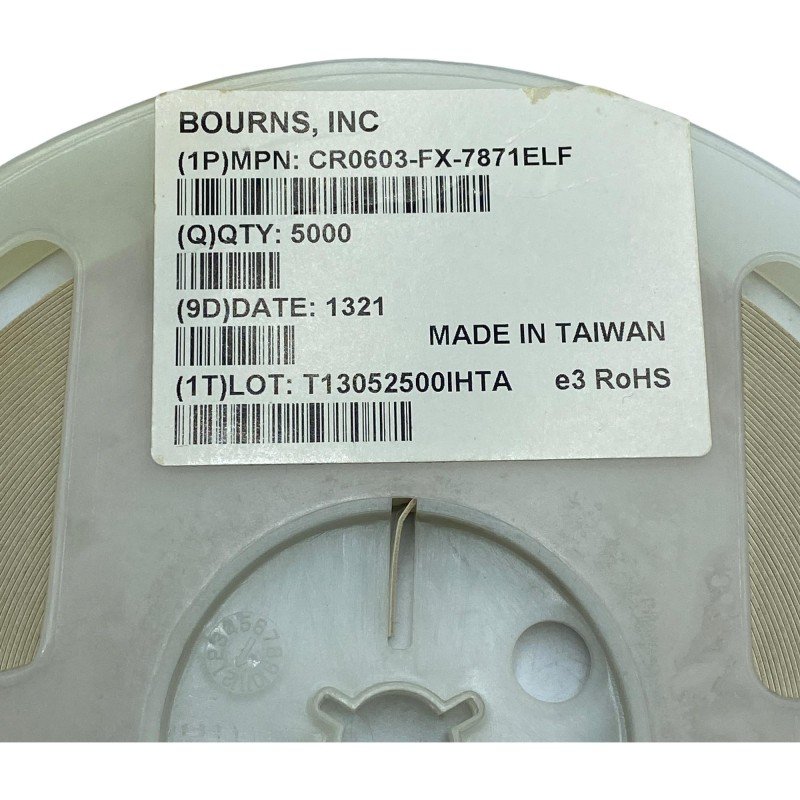 BOURNS, INC
(1P)MPN: CR0603-FX-7871ELF
(Q)QTY: 5000
(9D)DATE: 1321
MADE IN TAIWAN
(1T)LOT: T13052500IHTA e3 RoHS